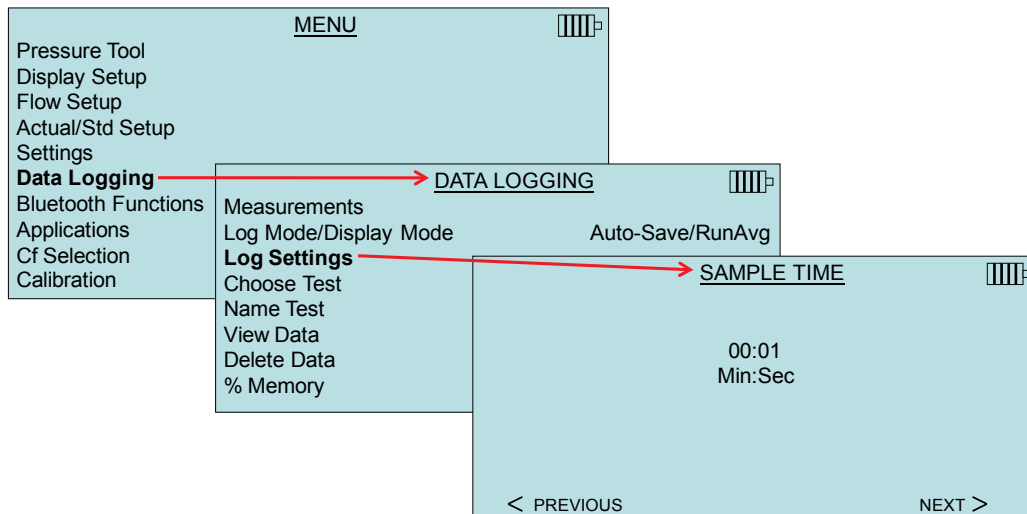 MENU
Pressure Tool
Display Setup
Flow Setup
Actual/Std Setup
Settings
Data Logging
Bluetooth Functions
Applications
Cf Selection
Calibration
DATA LOGGING
Measurements
Log Mode/Display Mode Auto-Save/RunAvg
Log Settings
Choose Test
Name Test
View Data
Delete Data
% Memory
SAMPLE TIME
00:01
Min:Sec
< PREVIOUS NEXT >